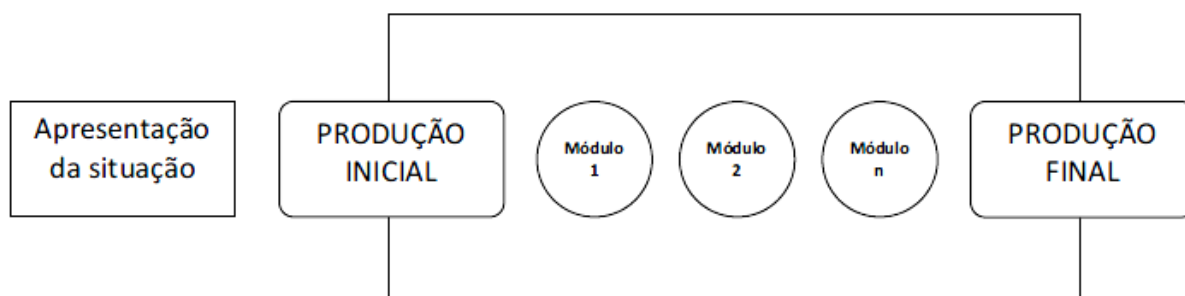 Apresentação
da situação
PRODUÇÃO
INICIAL
Módulo
1
Módulo
2
Módulo
n
PRODUÇÃO
FINAL